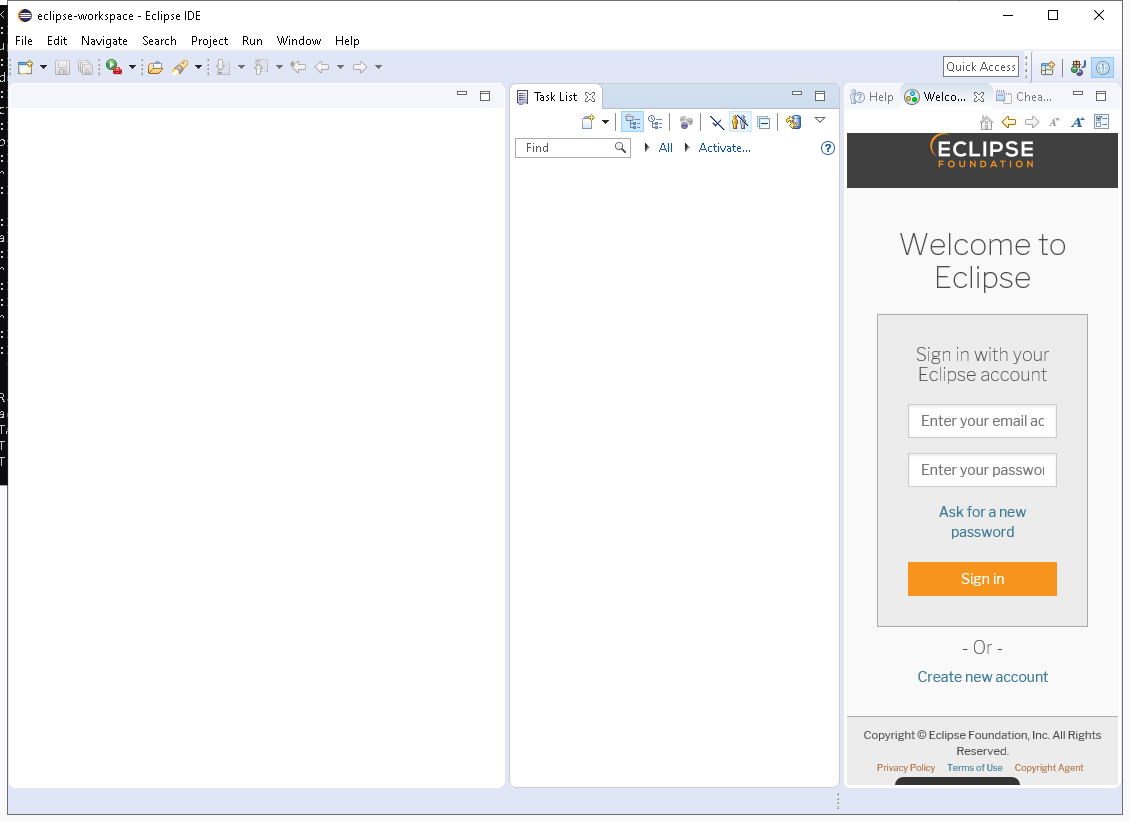 eclipse-workspace - Eclipse IDE
File Edit Navigate Search Project Run Window Help
Quick Access
Task List
Help
Welco...
Chea...
Find
All
Activate...
ECLIPSE
FOUNDATION
Welcome to
Eclipse
Sign in with your
Eclipse account
Enter your email ac
Enter your passwor
Ask for a new
password
Sign in
- Or -
Create new account
Copyright © Eclipse Foundation, Inc. All Rights
Reserved.
Privacy Policy Terms of Use Copyright Agent